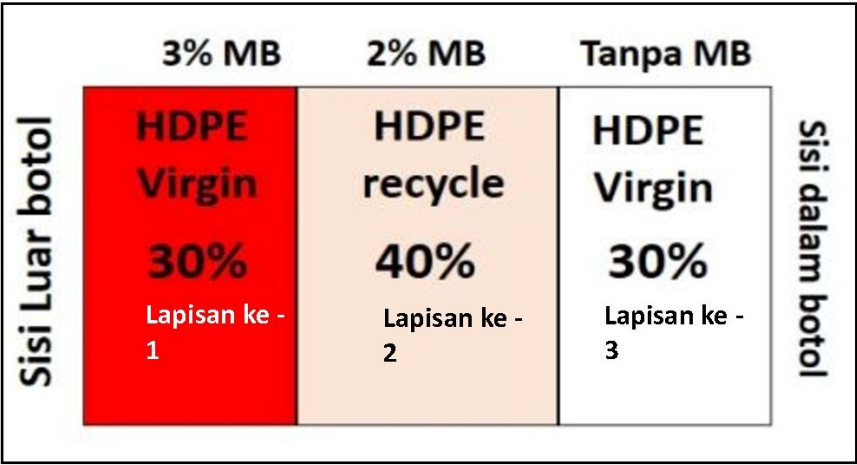 3% MB
2% MB
Tanpa MB
Sisi Luar botol
HDPE
Virgin
30%
Lapisan ke -
1
HDPE
recycle
40%
Lapisan ke -
2
HDPE
Virgin
30%
Lapisan ke -
3
Sisi dalam botol